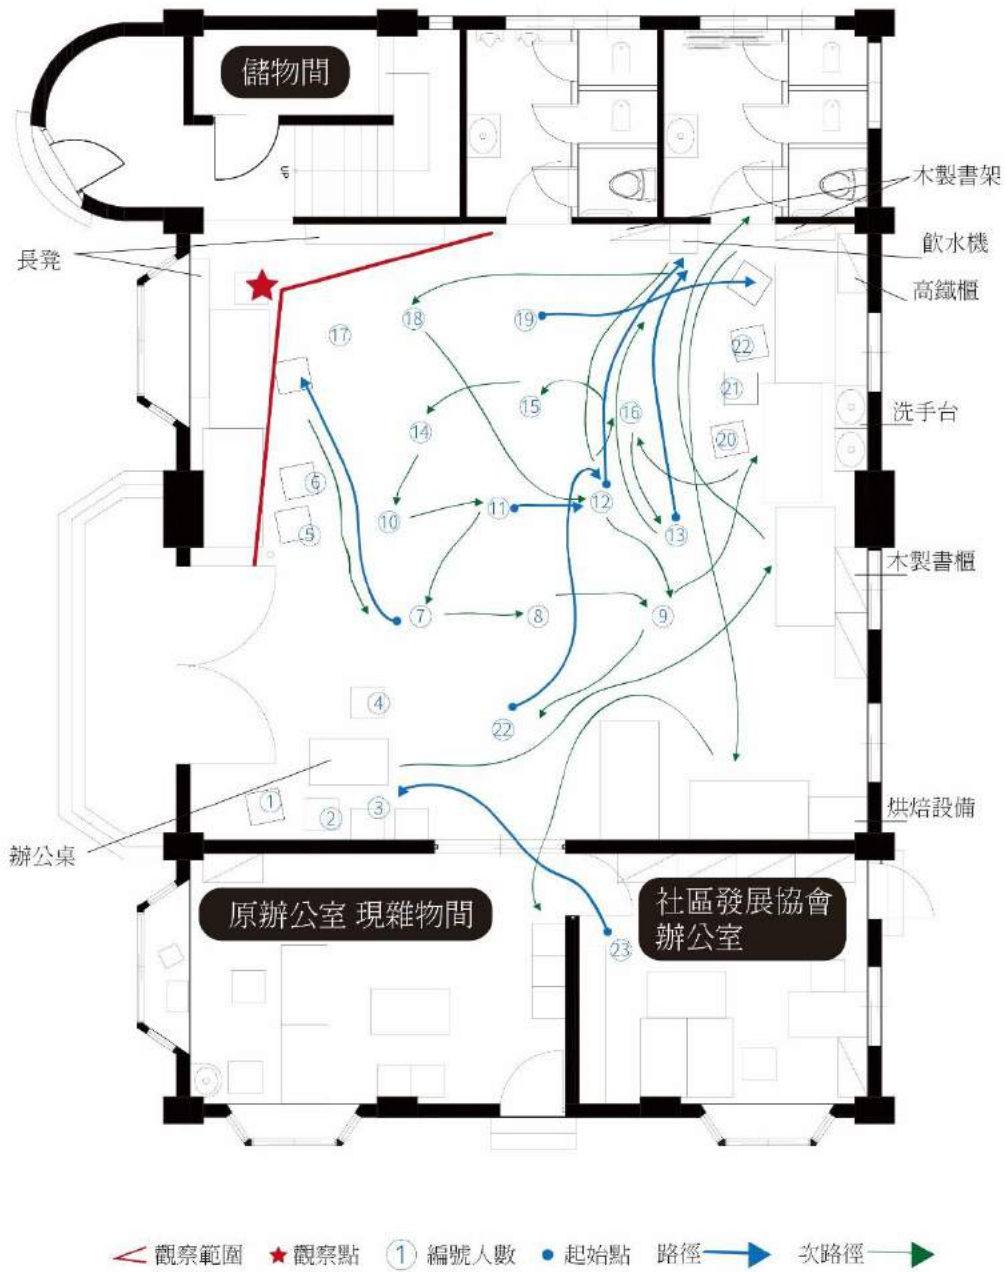 儲物間
UP
木製書架
飲水機
長凳
高鐵櫃
17
18
19
22
21
洗手台
15
16
14
20
6
12
11
10
5
13
木製書櫃
7
8
9
4
22
1
2
3
烘焙設備
辦公桌
原辦公室 現雜物間
社區發展協會
辦公室
23
觀察範圍
觀察點
1 編號人數
起始點
路徑
次路徑